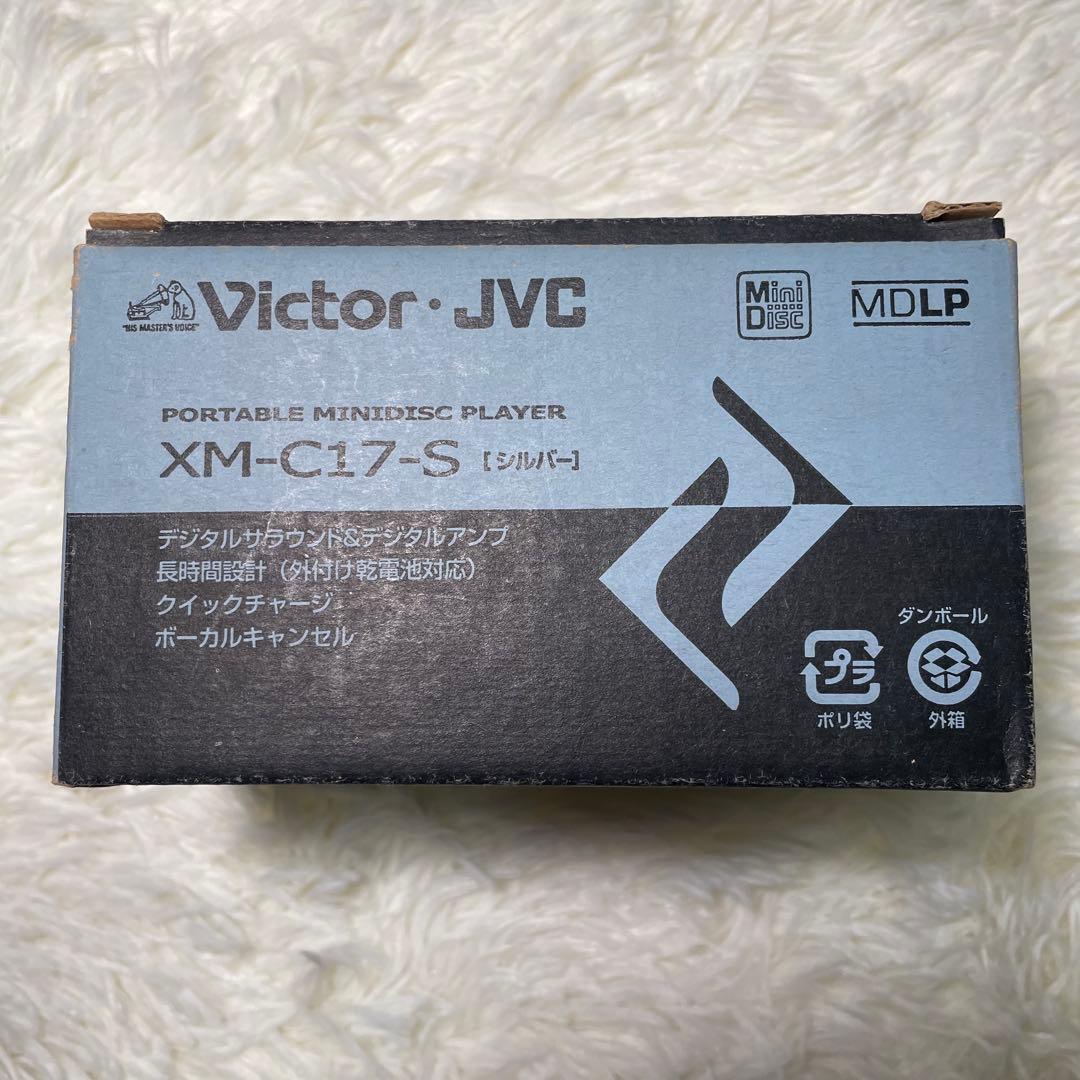 "HIS MASTER'S VOICE"
Victor・JVC
Mini Disc
MDLP
PORTABLE MINIDISC PLAYER
XM-C17-S [シルバー]
デジタルサラウンド&デジタルアンプ
長時間設計（外付け乾電池対応）
クイックチャージ
ボーカルキャンセル
ダンボール
プラ
ポリ袋
外箱